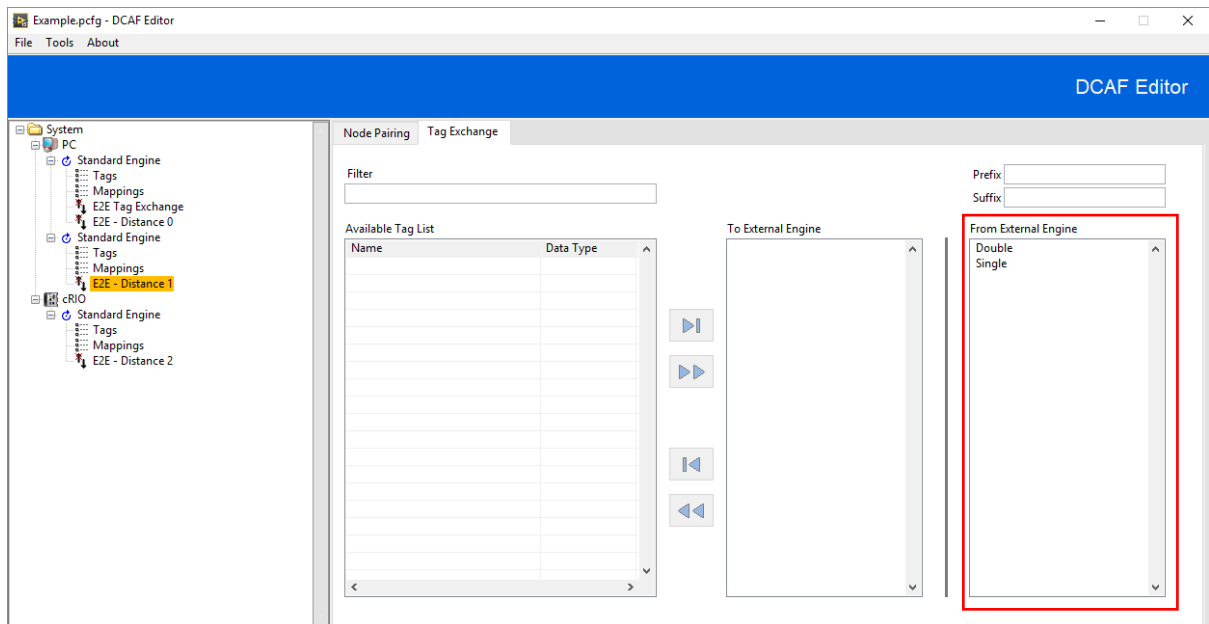 Example.pcfg - DCAF Editor
File Tools About
DCAF Editor
System
PC
Standard Engine
Tags
Mappings
E2E Tag Exchange
E2E - Distance 0
Standard Engine
Tags
Mappings
E2E - Distance 1
cRIO
Standard Engine
Tags
Mappings
E2E - Distance 2
Node Pairing Tag Exchange
Filter
Prefix
Suffix
Available Tag List
Name Data Type
To External Engine
From External Engine
Double
Single